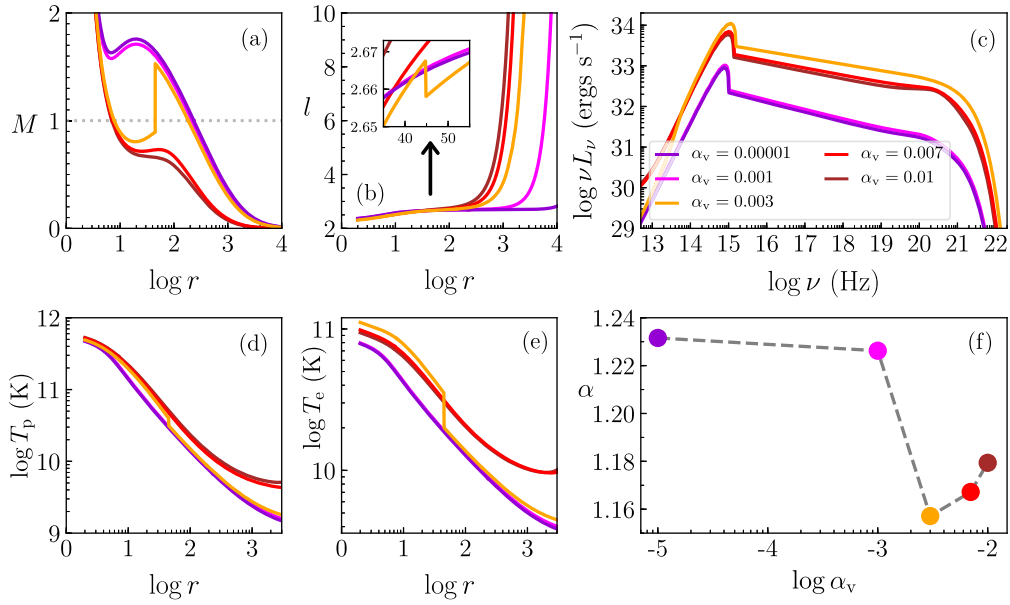 2
1
0
M
(a)
0 1 2 3 4
log r
10
8
6
4
2
l
2.67
2.66
2.65
40 50
(b)
0 1 2 3 4
log r
34
33
32
31
30
29
log νLν (ergs s⁻¹)
(c)
αv = 0.00001
αv = 0.001
αv = 0.003
αv = 0.007
αv = 0.01
13 14 15 16 17 18 19 20 21 22
log ν (Hz)
12
11
10
9
log Tp (K)
(d)
0 1 2 3
log r
11
10
log Te (K)
(e)
0 1 2 3
log r
1.24
1.22
1.20
1.18
1.16
α
(f)
-5 -4 -3 -2
log αv